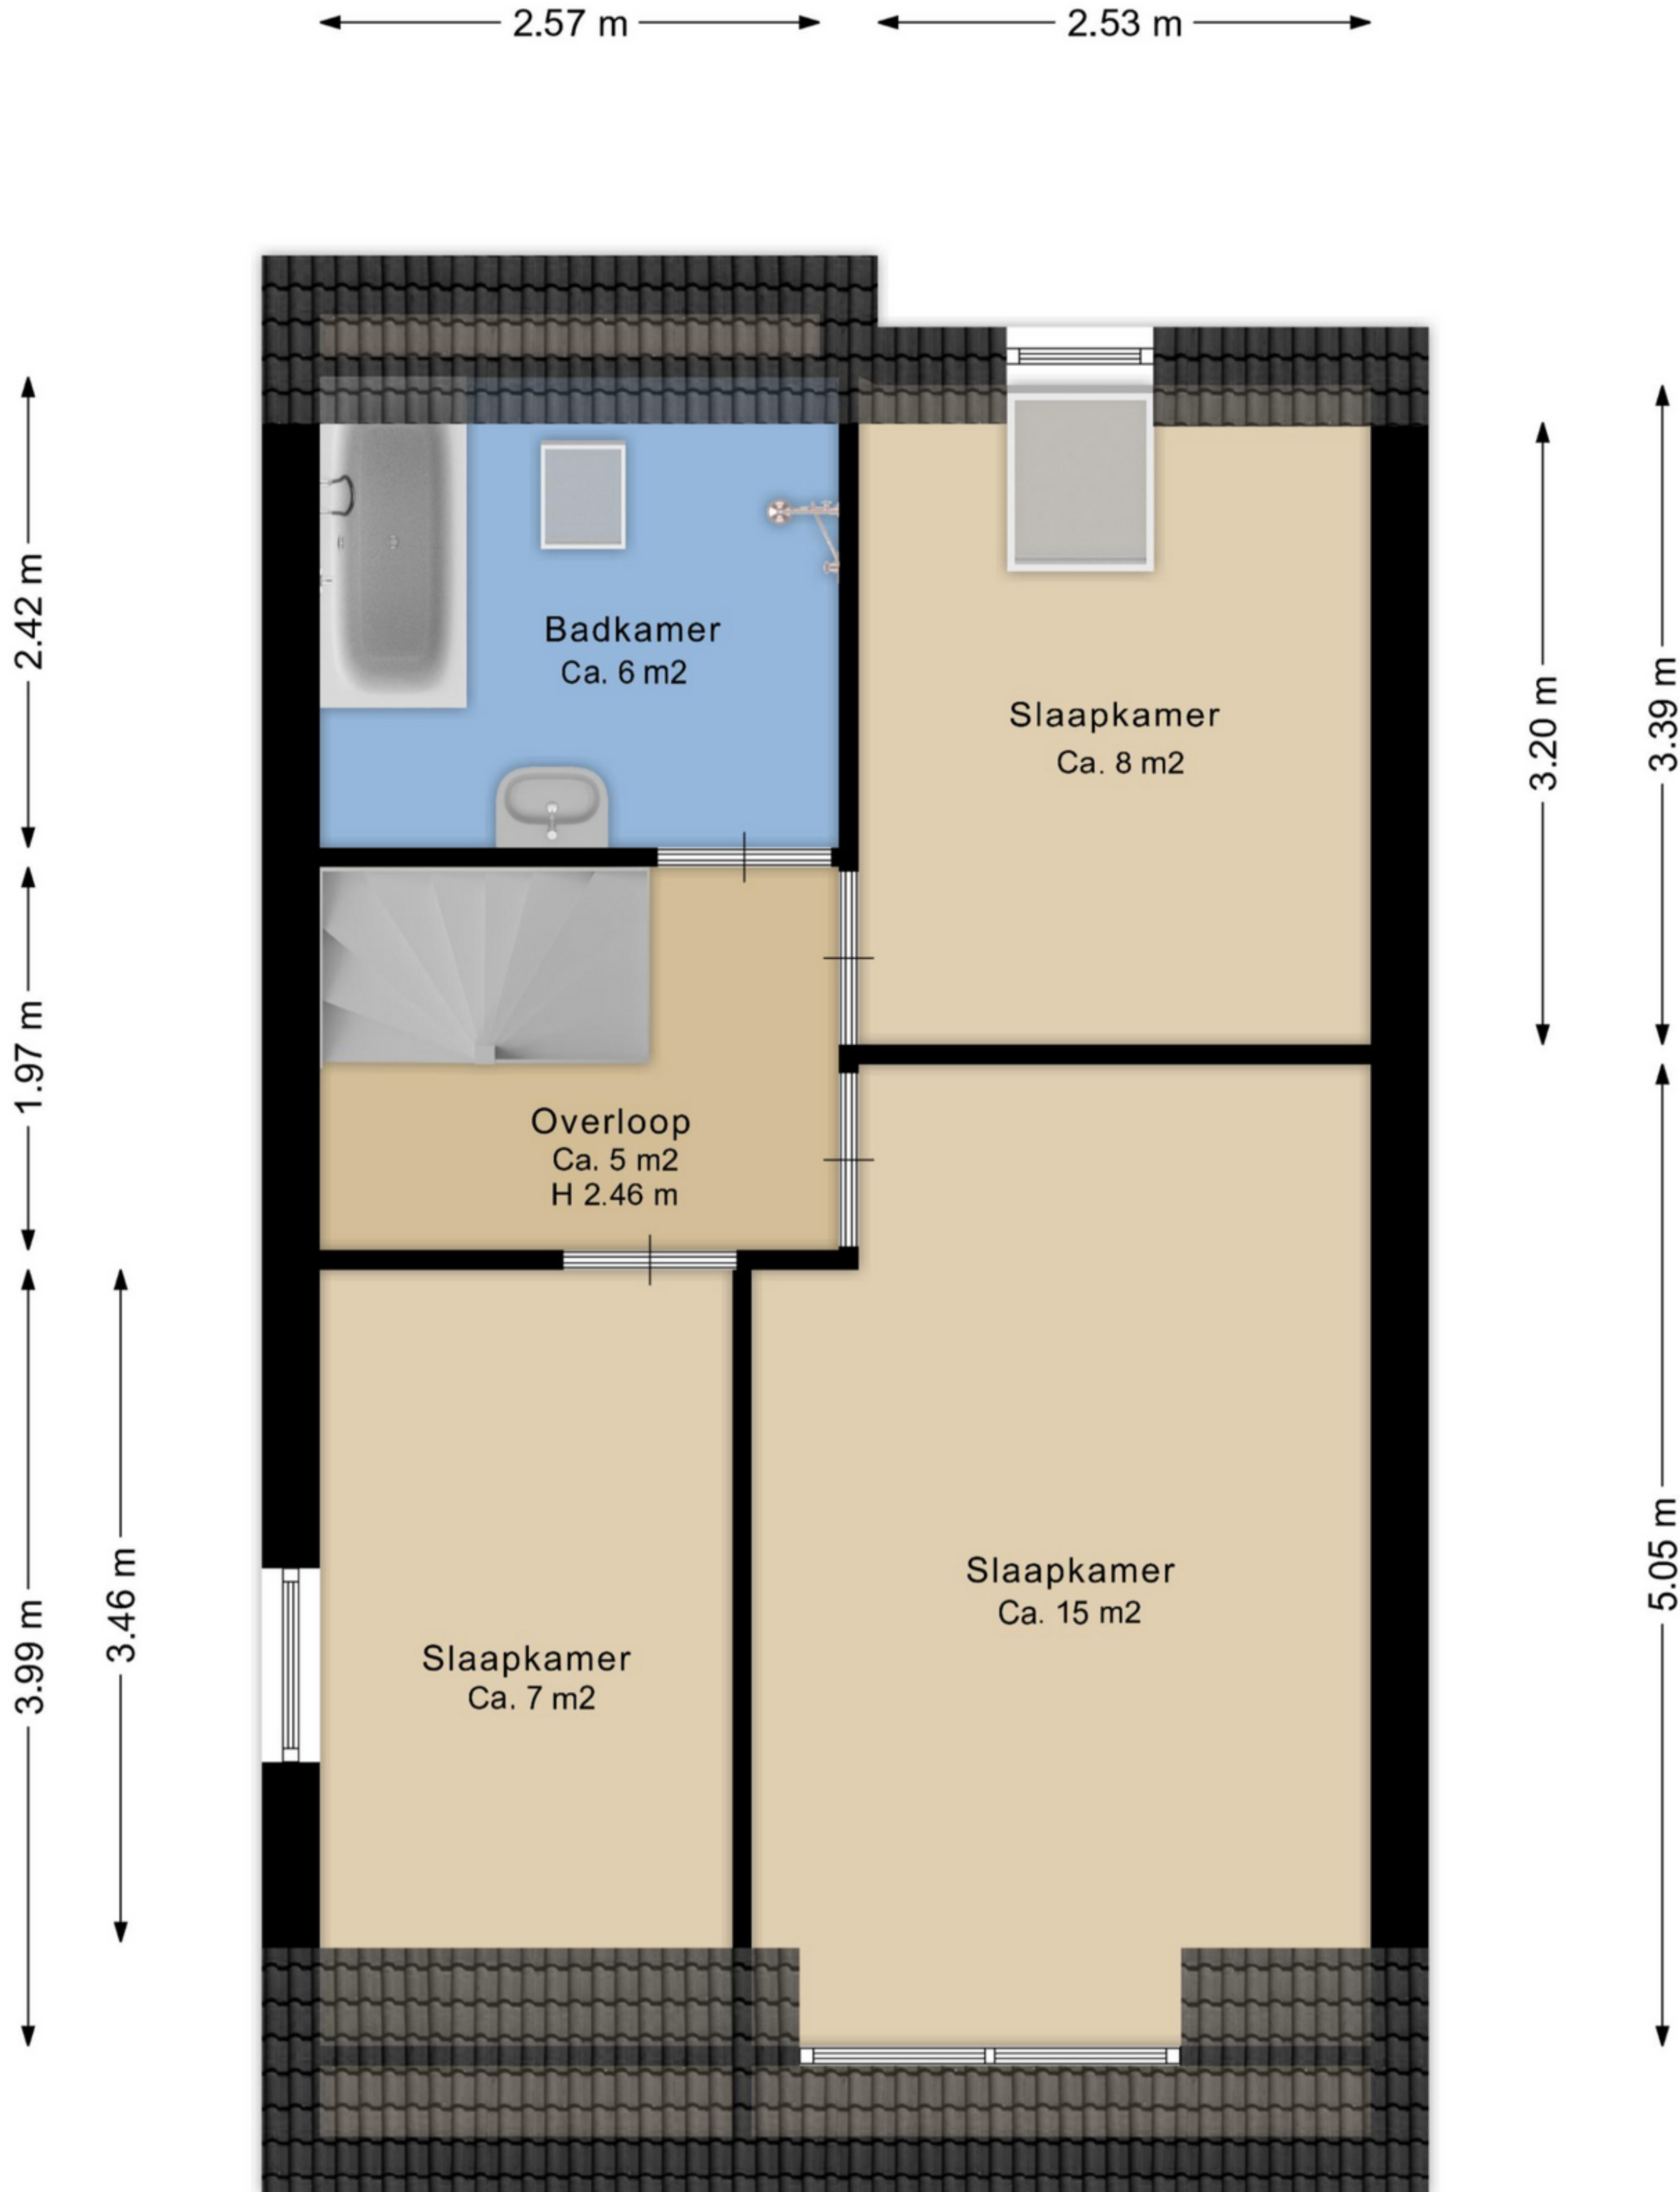 2.57 m
2.53 m
2.42 m
Badkamer
Ca. 6 m2
Slaapkamer
Ca. 8 m2
3.20 m
3.39 m
1.97 m
Overloop
Ca. 5 m2
H 2.46 m
3.99 m
3.46 m
Slaapkamer
Ca. 7 m2
Slaapkamer
Ca. 15 m2
5.05 m